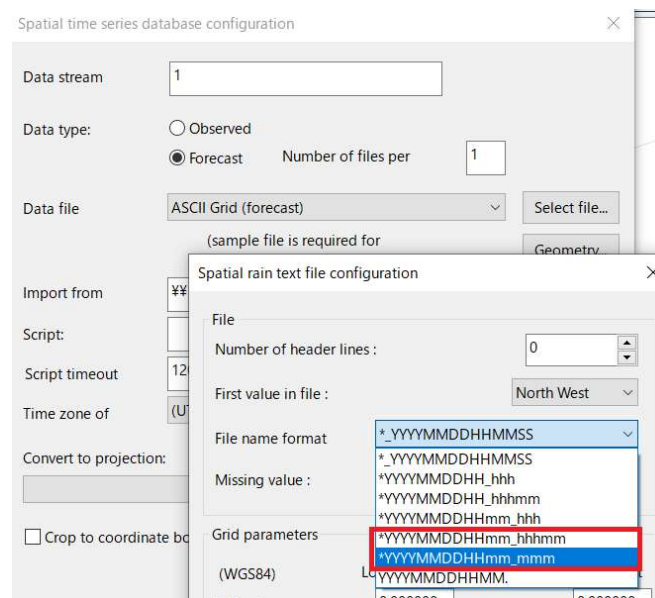 Spatial time series database configuration
Data stream
1
Data type:
Observed
Forecast
Number of files per
1
Data file
ASCII Grid (forecast)
Select file...
(sample file is required for
Geometry..
Import from
¥¥
Script:
Script timeout
Time zone of
Convert to projection:
Crop to coordinate
Spatial rain text file configuration
File
Number of header lines :
0
First value in file :
North West
File name format
*_YYYYMMDDHHMMSS
*_YYYYMMDDHHMMSS
*YYYYMMDDHH_hhh
*YYYYMMDDHH_hhhmm
*YYYYMMDDHHmm_hhh
*YYYYMMDDHHmm_hhhmm
*YYYYMMDDHHmm_mmm
YYYYMMDDHHMM.
Missing value :
Grid parameters
(WGS84)